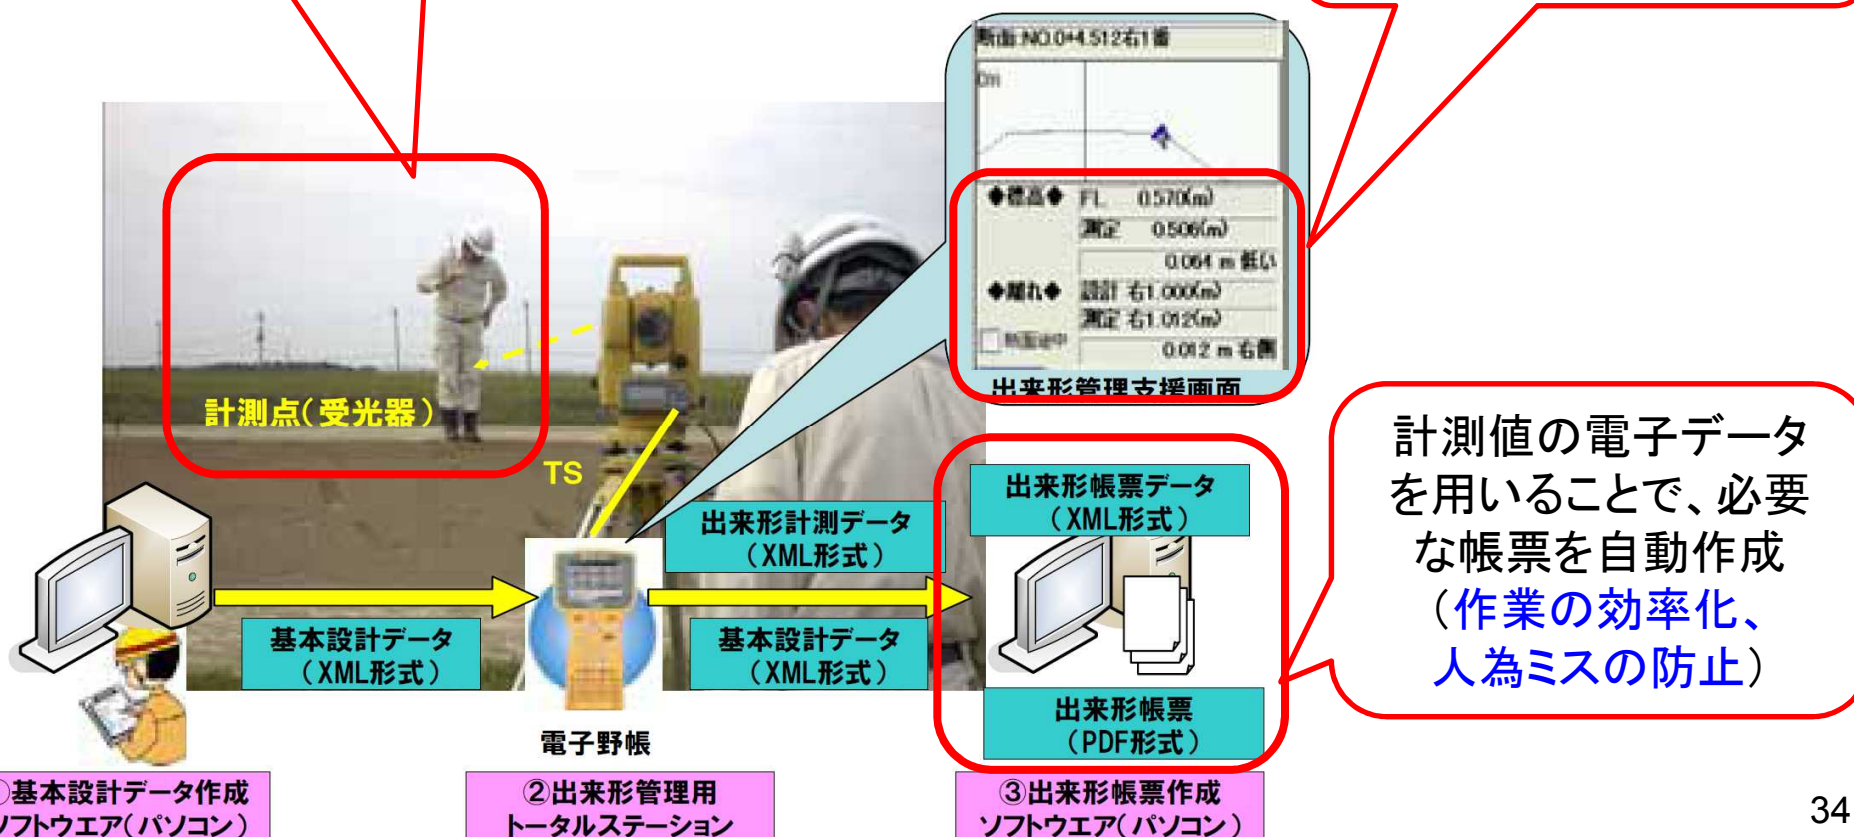 断面:NO.0+4.512右1番
0m
◆標高◆ FL 0.570(m)
測定 0.506(m)
0.064 m 低い
◆離れ◆ 設計 右1.000(m)
測定 右1.012(m)
0.012 m 右側
出来形管理支援画面
計測点(受光器)
TS
計測値の電子データ
を用いることで、必要
な帳票を自動作成
(作業の効率化、
人為ミスの防止)
出来形計測データ
(XML形式)
出来形帳票データ
(XML形式)
基本設計データ
(XML形式)
基本設計データ
(XML形式)
出来形帳票
(PDF形式)
電子野帳
基本設計データ作成
ソフトウエア(パソコン)
②出来形管理用
トータルステーション
③出来形帳票作成
ソフトウエア(パソコン)
34